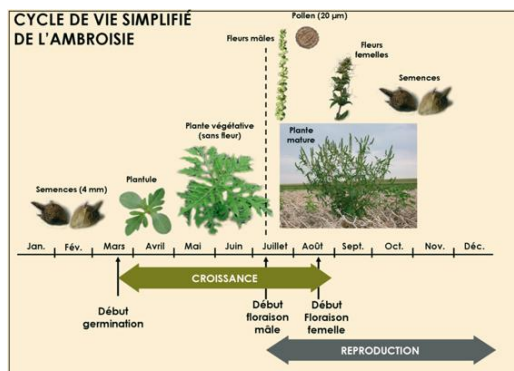 CYCLE DE VIE SIMPLIFIÉ
DE L'AMBROISIE
Pollen (20 µm)
Fleurs mâles
Fleurs
femelles
Semences
Plante végétative
(sans fleur)
Plante
mature
Plantule
Semences (4 mm)
Jan. Fév. Mars Avril Mai Juin Juillet Août Sept. Oct. Nov. Déc.
CROISSANCE
Début
germination
Début
floraison
mâle
Début
Floraison
femelle
REPRODUCTION